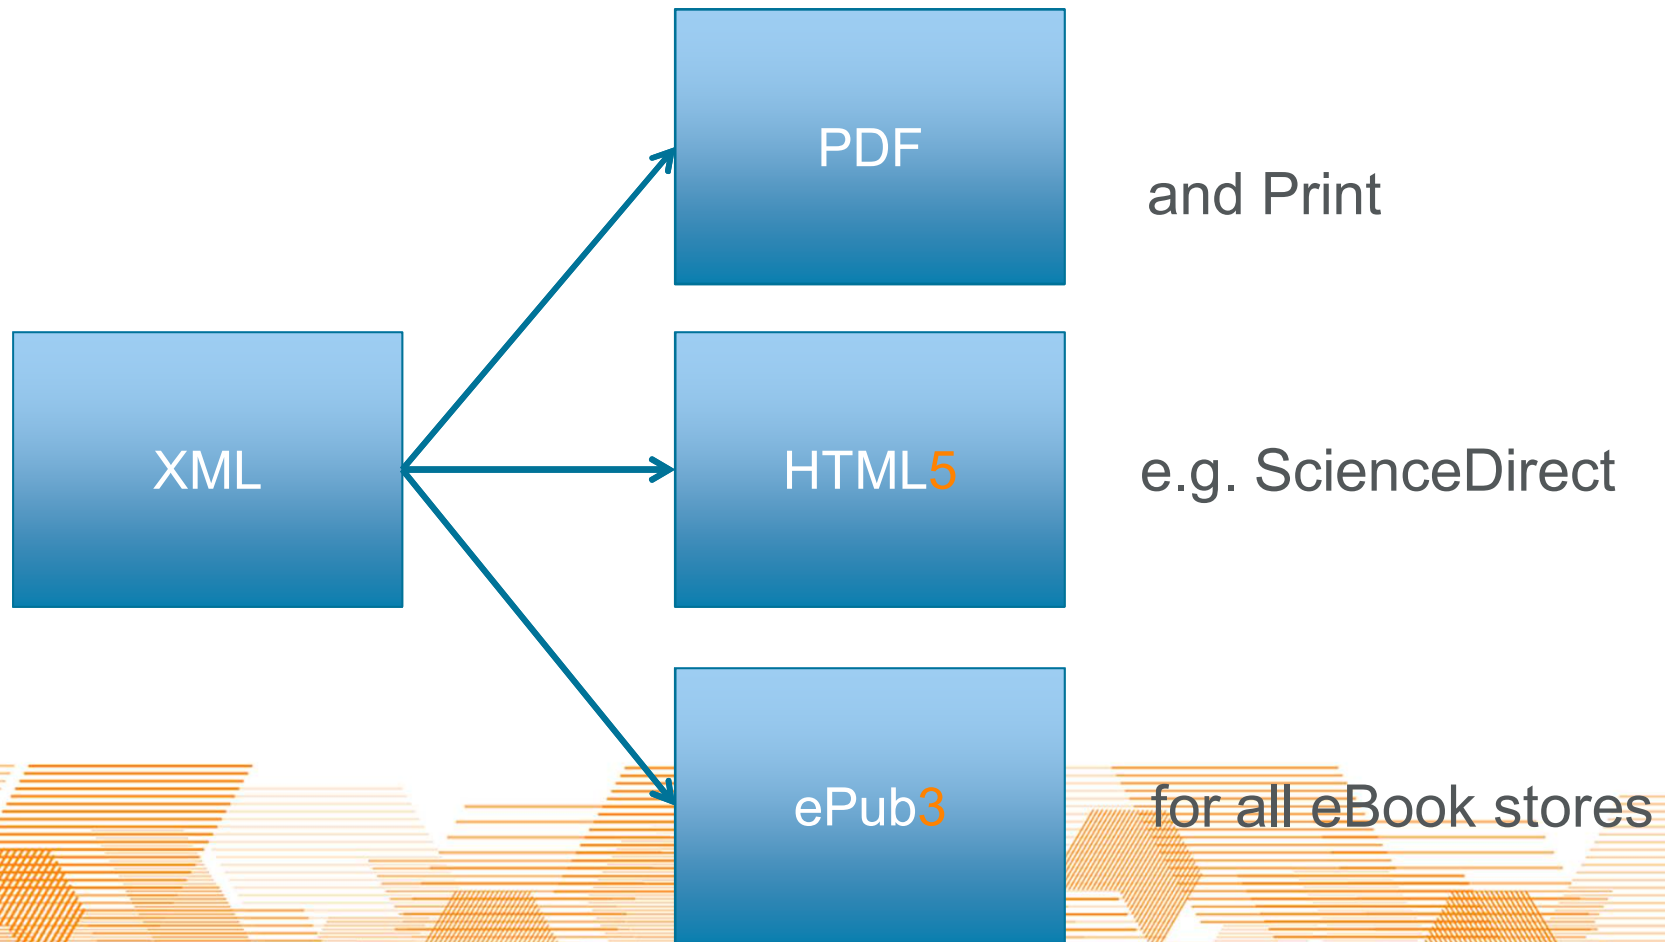 PDF
and Print
XML
HTML5
e.g. ScienceDirect
ePub3
for all eBook stores